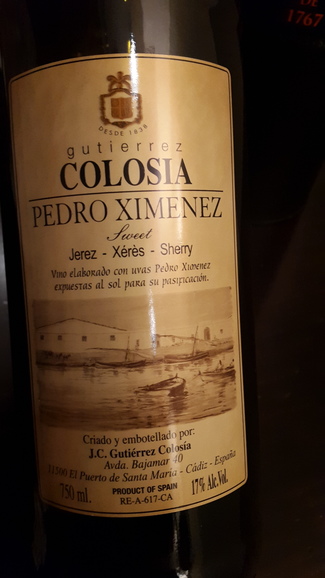 DE
1767
DESDE 1838
gutierrez
COLOSIA
PEDRO XIMENEZ
Sweet
Jerez - Xérès - Sherry
Vino elaborado con uvas Pedro Ximenez
expuestas al sol para su pasificación.
Criado y embotellado por:
J.C. Gutiérrez Colosía
Avda. Bajamar 40
11500 El Puerto de Santa María - Cádiz - España
750 ml. PRODUCT OF SPAIN 17% Alc.Vol.
RE-A-617-CA